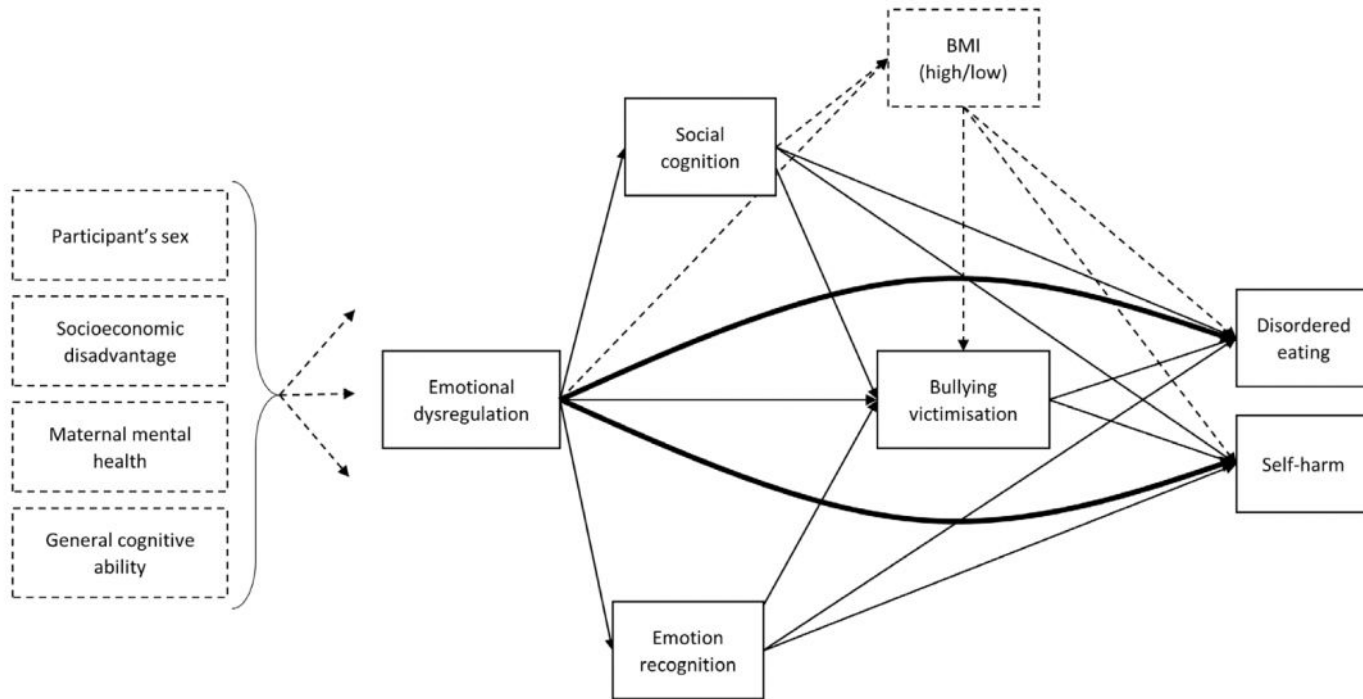 BMI
(high/low)
Social
cognition
Participant's sex
Socioeconomic
disadvantage
Maternal mental
health
General cognitive
ability
Emotional
dysregulation
Bullying
victimisation
Disordered
eating
Self-harm
Emotion
recognition